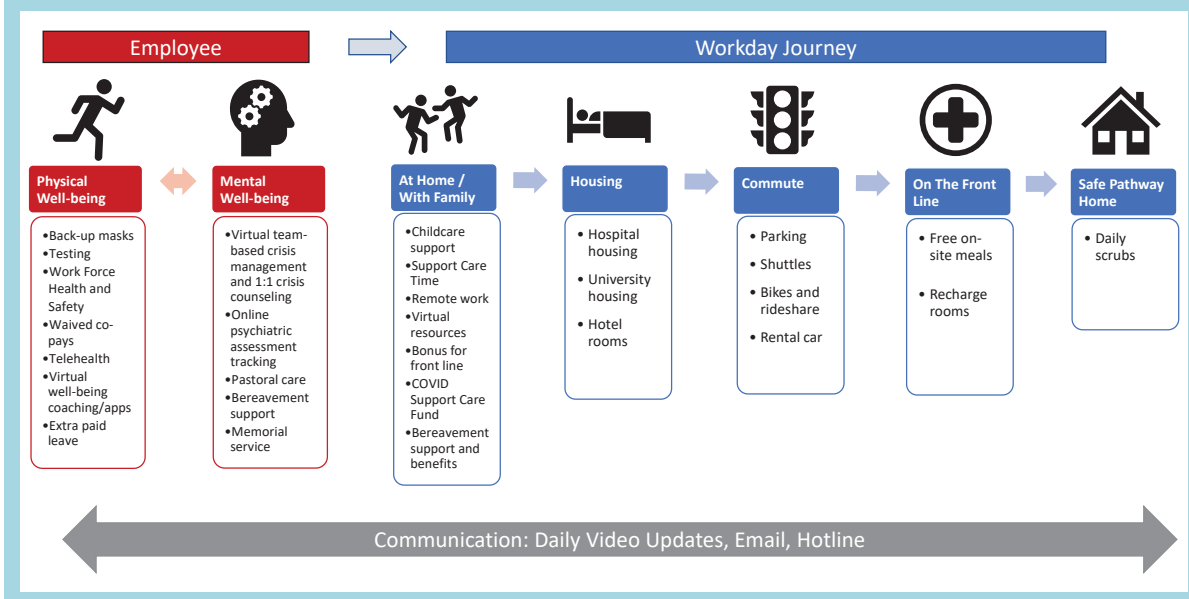 Employee
Workday Journey
Physical
Well-being
•Back-up masks
•Testing
•Work Force
Health and
Safety
•Waived co-
pays
•Telehealth
•Virtual
well-being
coaching/apps
•Extra paid
leave
Mental
Well-being
•Virtual team-
based crisis
management
and 1:1 crisis
counseling
•Online
psychiatric
assessment
tracking
•Pastoral care
•Bereavement
support
•Memorial
service
At Home /
With Family
•Childcare
support
•Support Care
Time
•Remote work
•Virtual
resources
•Bonus for
front line
•COVID
Support Care
Fund
•Bereavement
support and
benefits
Housing
• Hospital
housing
• University
housing
• Hotel
rooms
Commute
• Parking
• Shuttles
• Bikes and
rideshare
• Rental car
On The Front
Line
• Free on-
site meals
• Recharge
rooms
Safe Pathway
Home
• Daily
scrubs
Communication: Daily Video Updates, Email, Hotline